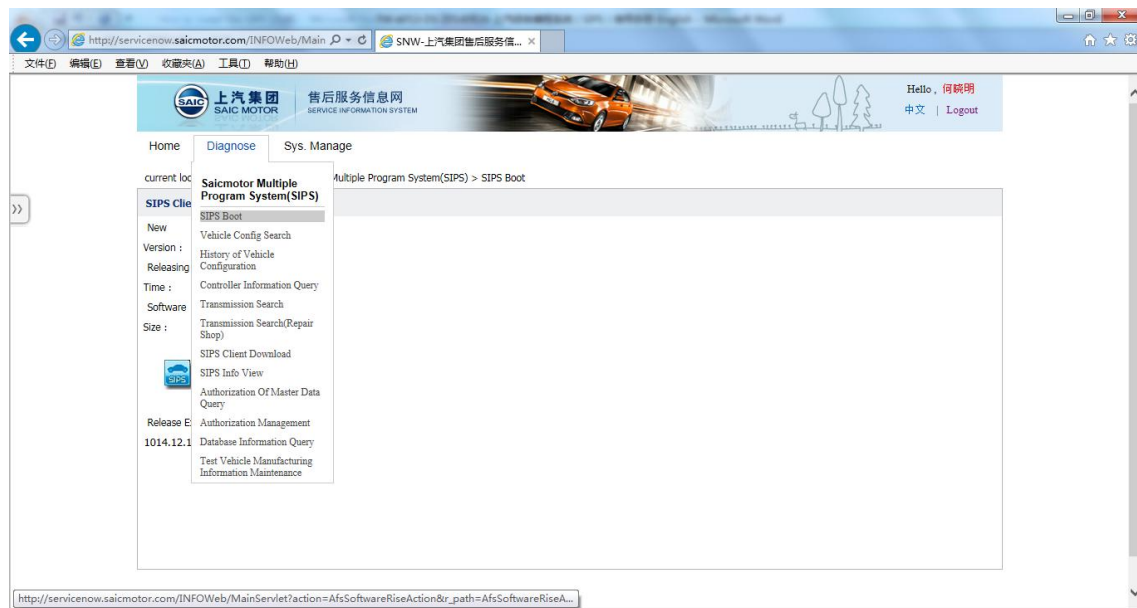 http://servicenow.saicmotor.com/INFOWeb/Main
SNW-上汽集团售后服务信...
文件(F) 编辑(E) 查看(V) 收藏夹(A) 工具(T) 帮助(H)
SAIC
上汽集团
SAIC MOTOR
售后服务信息网
SERVICE INFORMATION SYSTEM
Hello , 何晓明
中文 | Logout
Home Diagnose Sys. Manage
current loc
Multiple Program System(SIPS) > SIPS Boot
SIPS Clie
New
Version :
Releasing
Time :
Software
Size :
SIPS
Release E
1014.12.1
Saicmotor Multiple
Program System(SIPS)
SIPS Boot
Vehicle Config Search
History of Vehicle
Configuration
Controller Information Query
Transmission Search
Transmission Search(Repair
Shop)
SIPS Client Download
SIPS Info View
Authorization Of Master Data
Query
Authorization Management
Database Information Query
Test Vehicle Manufacturing
Information Maintenance
http://servicenow.saicmotor.com/INFOWeb/MainServlet?action=AfsSoftwareRiseAction&r_path=AfsSoftwareRiseA...